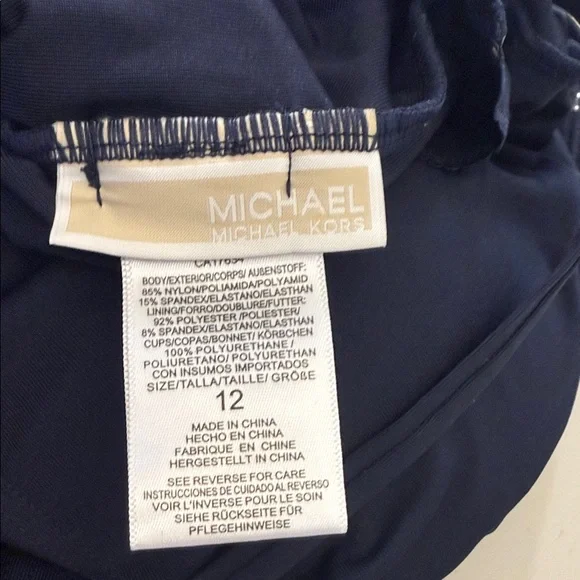 MICHAEL
MICHAEL KORS
BODY/EXTERIOR/CORPS/ AUßENSTOFF:
85% NYLON/POLIAMIDA/POLYAMID
15% SPANDEX/ELASTANO/ELASTHAN
LINING/FORRO/DOUBLURE/FUTTER:
92% POLYESTER /POLIESTER/
8% SPANDEX/ELASTANO/ELASTHAN
CUPS/COPAS/BONNET/ KÖRBCHEN
100% POLYURETHANE /
POLIURETANO/ POLYURETHAN
CON INSUMOS IMPORTADOS
SIZE/TALLA/TAILLE/ GRÖßE
12
MADE IN CHINA
HECHO EN CHINA
FABRIQUE EN CHINE
HERGESTELLT IN CHINA
SEE REVERSE FOR CARE
INSTRUCCIONES DE CUIDADO AL REVERSO
VOIR L'INVERSE POUR LE SOIN
SIEHE RÜCKSEITE FÜR
PFLEGEHINWEISE